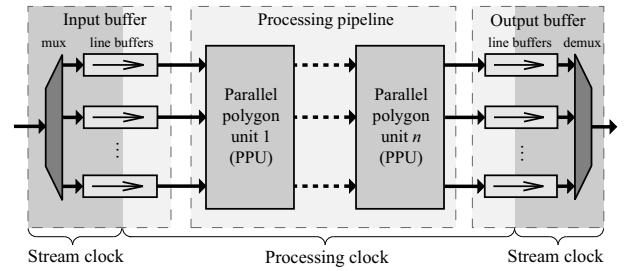 Input buffer
Processing pipeline
Output buffer
mux
line buffers
line buffers
demux
Parallel
polygon
unit 1
(PPU)
Parallel
polygon
unit n
(PPU)
...
...
Stream clock
Processing clock
Stream clock